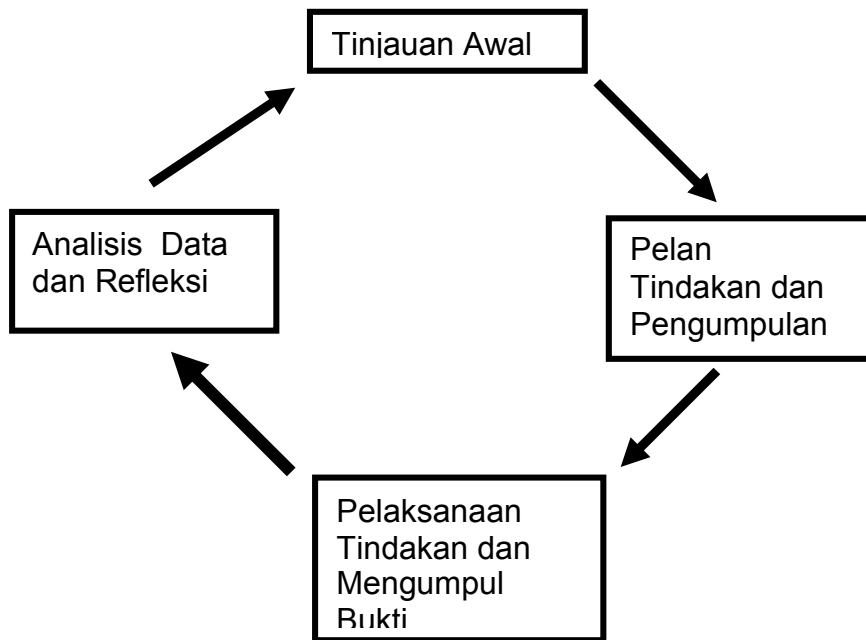 Tinjauan Awal
Pelan
Tindakan dan
Pengumpulan
Pelaksanaan
Tindakan dan
Mengumpul
Bukti
Analisis Data
dan Refleksi